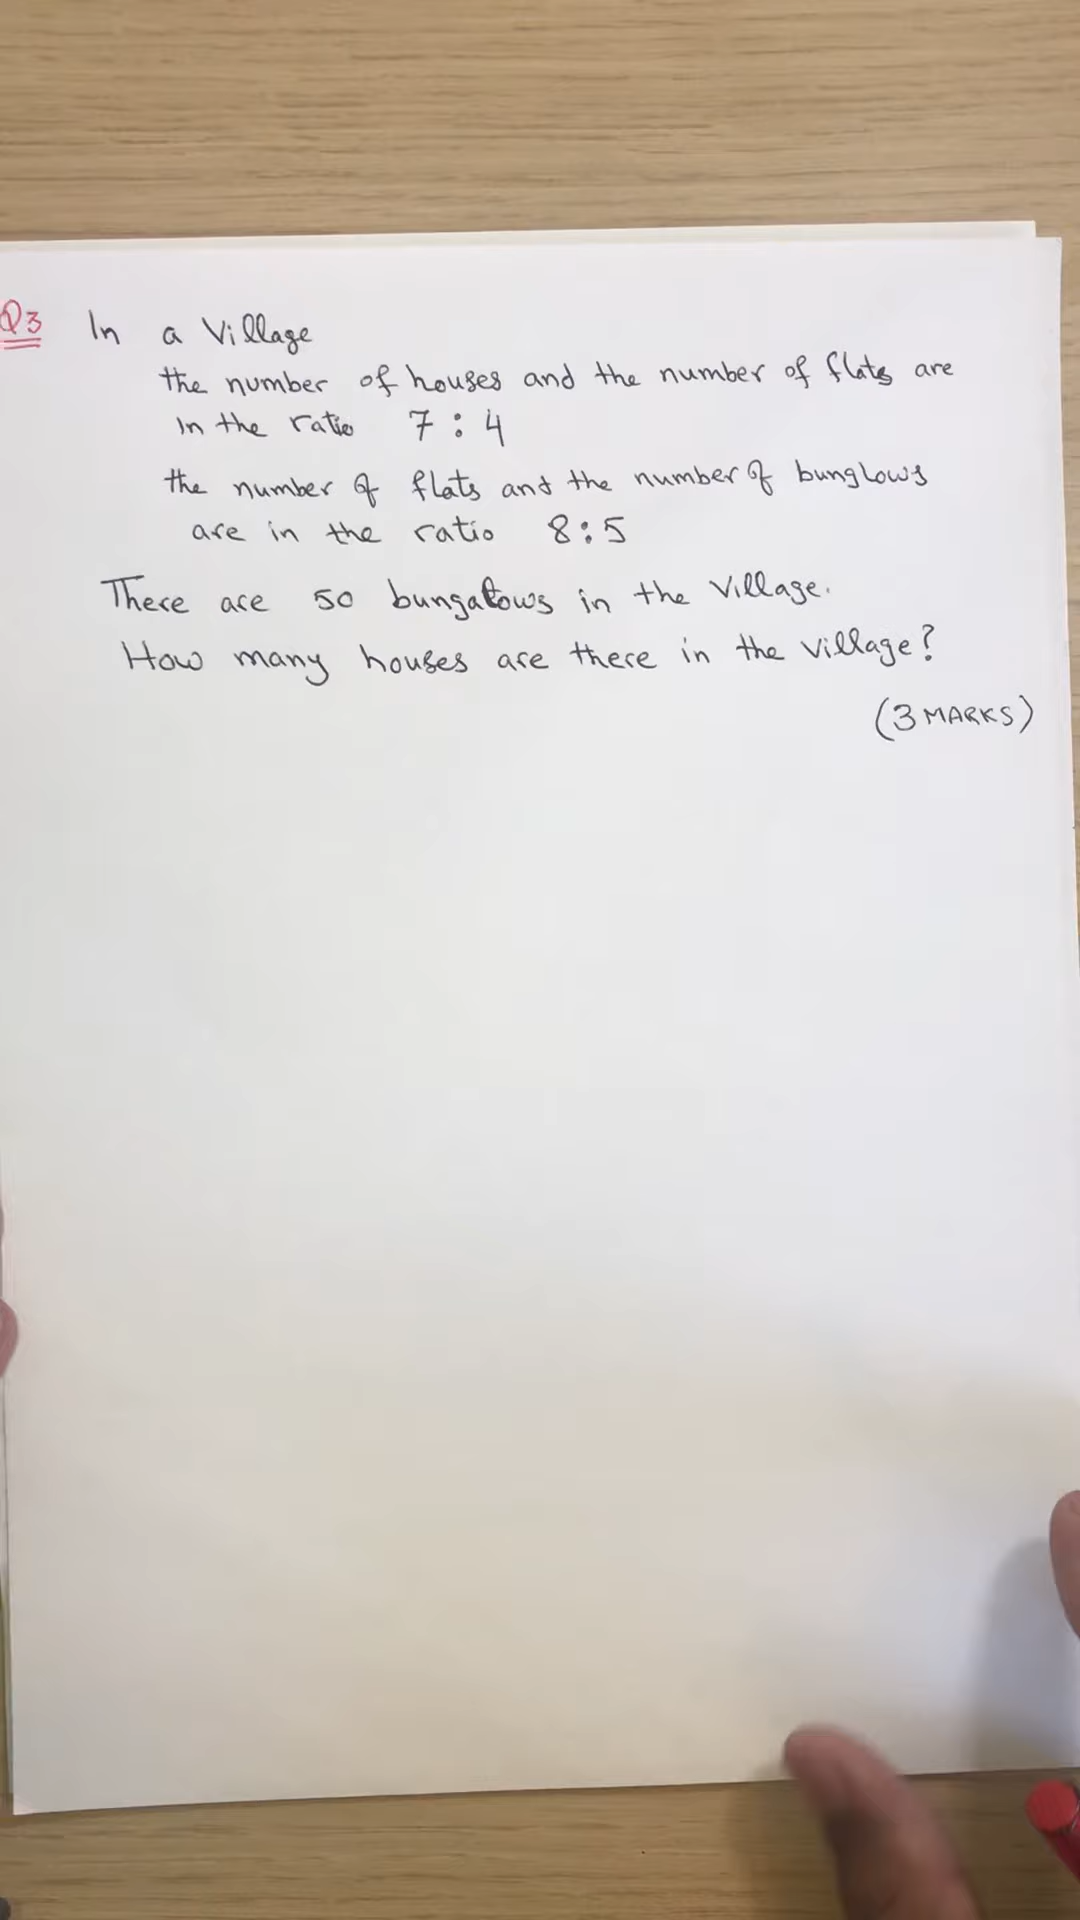 Q3 In a Village
the number of houses and the number of flats are
in the ratio 7 : 4
the number of flats and the number of bunglows
are in the ratio 8 : 5
There are 50 bungalows in the village.
How many houses are there in the village?
(3 MARKS)